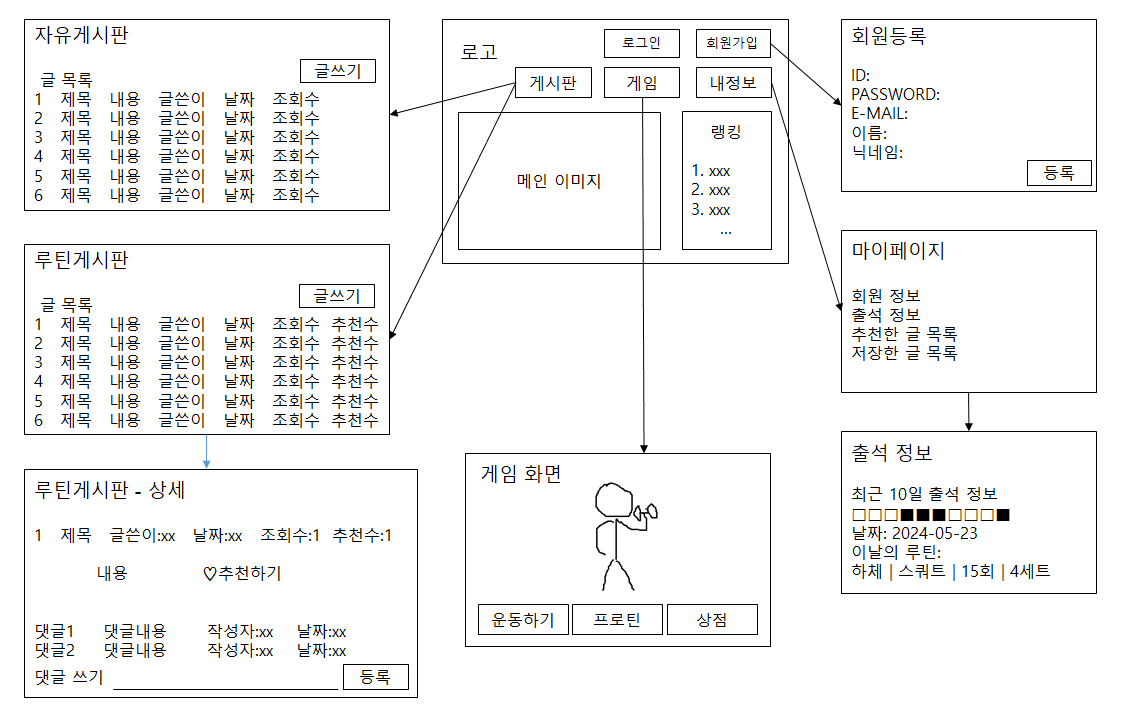 자유게시판
글쓰기
글 목록
1 제목 내용 글쓴이 날짜 조회수
2 제목 내용 글쓴이 날짜 조회수
3 제목 내용 글쓴이 날짜 조회수
4 제목 내용 글쓴이 날짜 조회수
5 제목 내용 글쓴이 날짜 조회수
6 제목 내용 글쓴이 날짜 조회수
루틴게시판
글쓰기
글 목록
1 제목 내용 글쓴이 날짜 조회수 추천수
2 제목 내용 글쓴이 날짜 조회수 추천수
3 제목 내용 글쓴이 날짜 조회수 추천수
4 제목 내용 글쓴이 날짜 조회수 추천수
5 제목 내용 글쓴이 날짜 조회수 추천수
6 제목 내용 글쓴이 날짜 조회수 추천수
루틴게시판 - 상세
1 제목 글쓴이:xx 날짜:xx 조회수:1 추천수:1
내용 ♡추천하기
댓글1 댓글내용 작성자:xx 날짜:xx
댓글2 댓글내용 작성자:xx 날짜:xx
댓글 쓰기 등록
로고
로그인 회원가입
게시판 게임 내정보
메인 이미지
랭킹
1. xxx
2. xxx
3. xxx
...
게임 화면
운동하기 프로틴 상점
회원등록
ID:
PASSWORD:
E-MAIL:
이름:
닉네임:
등록
마이페이지
회원 정보
출석 정보
추천한 글 목록
저장한 글 목록
출석 정보
최근 10일 출석 정보
□□□■■■□□□■
날짜: 2024-05-23
이날의 루틴:
하체 | 스쿼트 | 15회 | 4세트